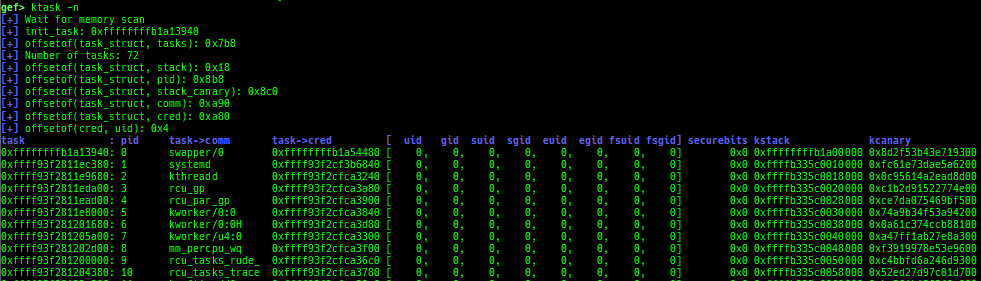 gef> ktask -n
[+] Wait for memory scan
[+] init_task: 0xffffffffb1a13940
[+] offsetof(task_struct, tasks): 0x7b8
[+] Number of tasks: 72
[+] offsetof(task_struct, stack): 0x18
[+] offsetof(task_struct, pid): 0x8b8
[+] offsetof(task_struct, stack_canary): 0x8c0
[+] offsetof(task_struct, comm): 0xa90
[+] offsetof(task_struct, cred): 0xa80
[+] offsetof(cred, uid): 0x4
task : pid task->comm task->cred [ uid gid suid sgid euid egid fsuid fsgid] securebits kstack kcanary
0xffffffffb1a13940: 0 swapper/0 0xffffffffb1a54480 [ 0, 0, 0, 0, 0, 0, 0, 0] 0x0 0xffffffffb1a00000 0x8d2f53b43e719300
0xffff93f2811ec380: 1 systemd 0xffff93f2cf3b6840 [ 0, 0, 0, 0, 0, 0, 0, 0] 0x0 0xffffb335c0010000 0xfc61e73dae5a6200
0xffff93f2811e9680: 2 kthreadd 0xffff93f2cfca3240 [ 0, 0, 0, 0, 0, 0, 0, 0] 0x0 0xffffb335c0018000 0x0c95614a2ead8d00
0xffff93f2811eda00: 3 rcu_gp 0xffff93f2cfca3a80 [ 0, 0, 0, 0, 0, 0, 0, 0] 0x0 0xffffb335c0020000 0xc1b2d91522774e00
0xffff93f2811ead00: 4 rcu_par_gp 0xffff93f2cfca3900 [ 0, 0, 0, 0, 0, 0, 0, 0] 0x0 0xffffb335c0028000 0xce7da075469bf500
0xffff93f2811e8000: 5 kworker/0:0 0xffff93f2cfca3840 [ 0, 0, 0, 0, 0, 0, 0, 0] 0x0 0xffffb335c0030000 0x74a9b34f53a94200
0xffff93f281201680: 6 kworker/0:0H 0xffff93f2cfca3d80 [ 0, 0, 0, 0, 0, 0, 0, 0] 0x0 0xffffb335c0038000 0x0a61c374ccb88100
0xffff93f281205a00: 7 kworker/u4:0 0xffff93f2cfca3300 [ 0, 0, 0, 0, 0, 0, 0, 0] 0x0 0xffffb335c0040000 0xa47ff1ab27e8a300
0xffff93f281202d00: 8 mm_percpu_wq 0xffff93f2cfca3f00 [ 0, 0, 0, 0, 0, 0, 0, 0] 0x0 0xffffb335c0048000 0xf3919978e53e9600
0xffff93f281200000: 9 rcu_tasks_rude_ 0xffff93f2cfca36c0 [ 0, 0, 0, 0, 0, 0, 0, 0] 0x0 0xffffb335c0050000 0xc4bbfd6a246d9300
0xffff93f281204380: 10 rcu_tasks_trace 0xffff93f2cfca3780 [ 0, 0, 0, 0, 0, 0, 0, 0] 0x0 0xffffb335c0058000 0x52ed27d97c01d700